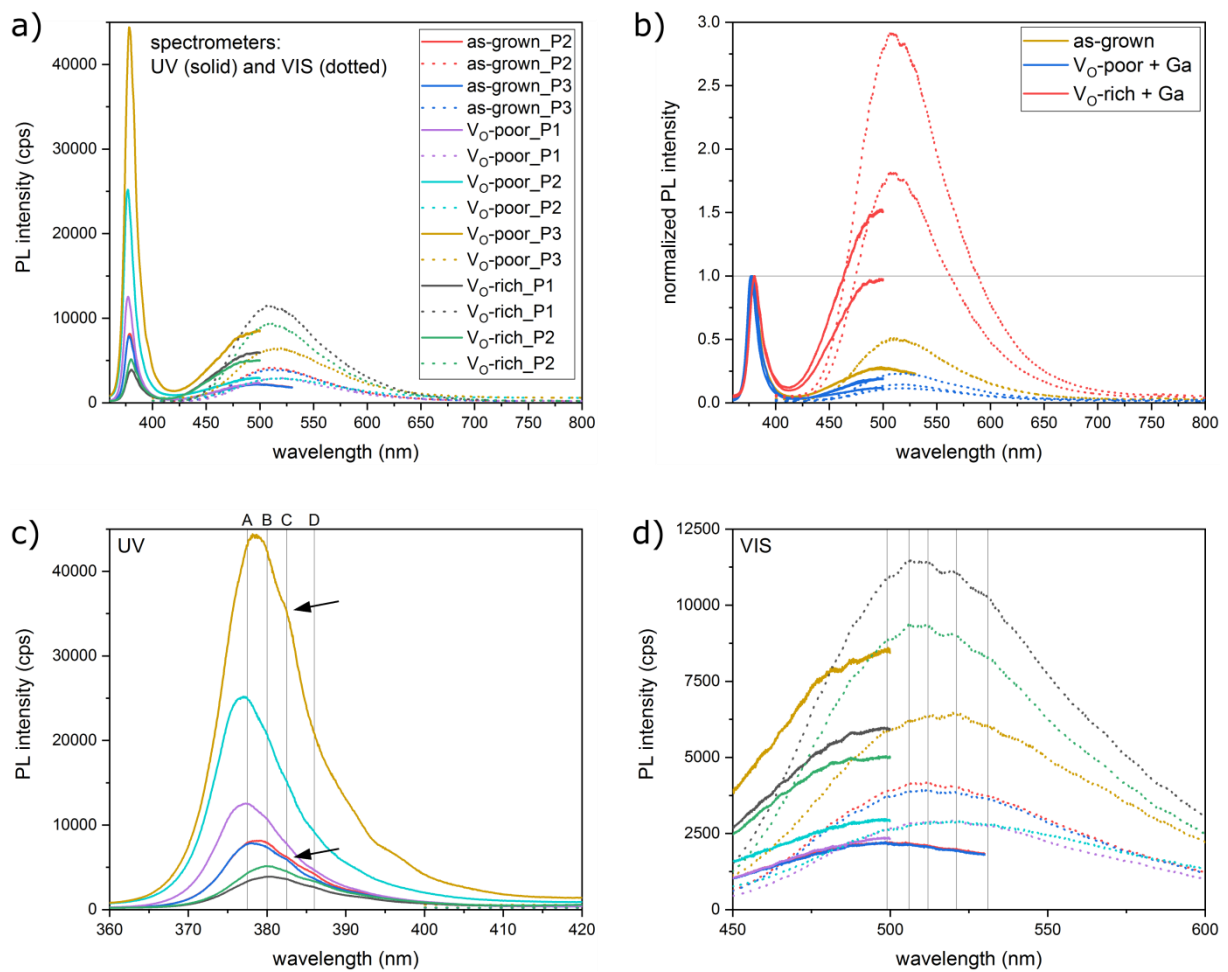 a)
spectrometers:
UV (solid) and VIS (dotted)
as-grown_P2
as-grown_P2
as-grown_P3
as-grown_P3
VO-poor_P1
VO-poor_P1
VO-poor_P2
VO-poor_P2
VO-poor_P3
VO-poor_P3
VO-rich_P1
VO-rich_P1
VO-rich_P2
VO-rich_P2
40000
30000
20000
10000
0
PL intensity (cps)
400 450 500 550 600 650 700 750 800
wavelength (nm)
b)
as-grown
VO-poor + Ga
VO-rich + Ga
3.0
2.5
2.0
1.5
1.0
0.5
0.0
normalized PL intensity
400 450 500 550 600 650 700 750 800
wavelength (nm)
c)
UV
A B C D
40000
30000
20000
10000
0
PL intensity (cps)
360 370 380 390 400 410 420
wavelength (nm)
d)
VIS
12500
10000
7500
5000
2500
0
PL intensity (cps)
450 500 550 600
wavelength (nm)